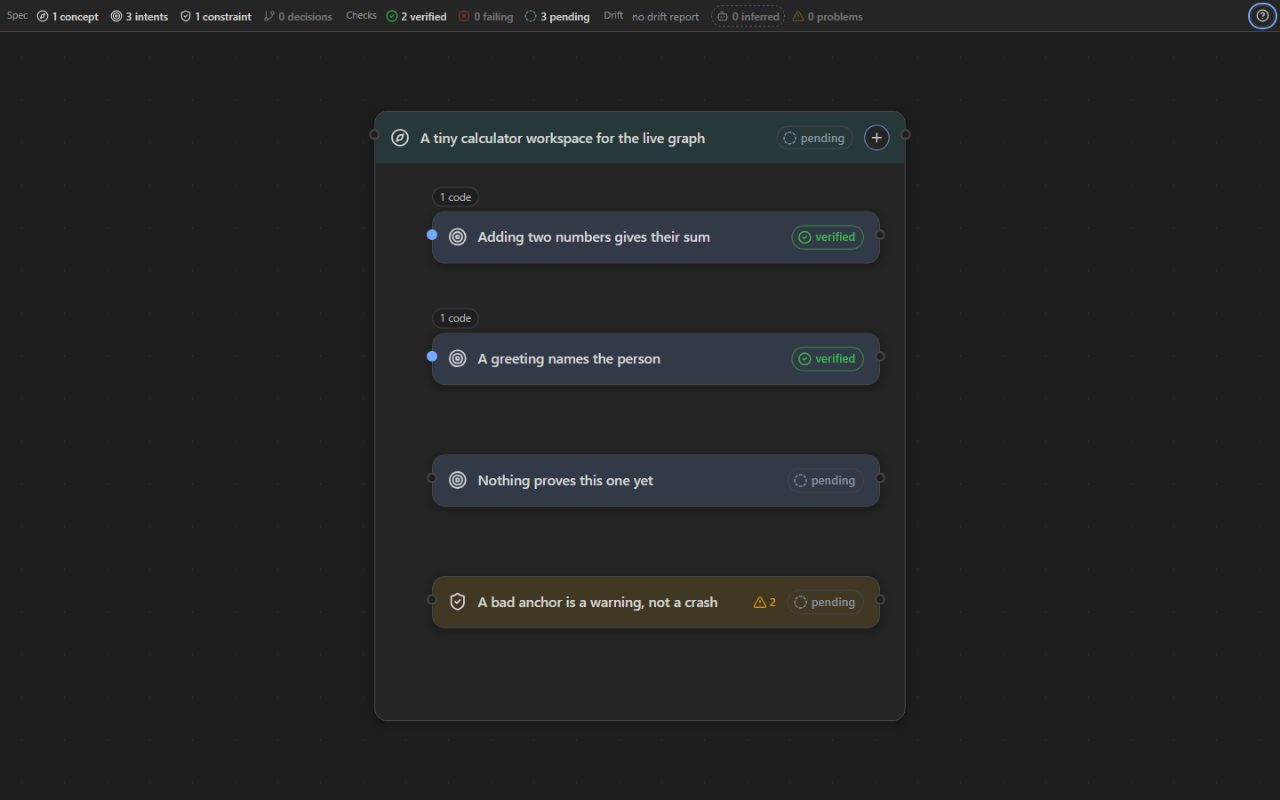 Spec 1 concept 3 intents 1 constraint 0 decisions Checks 2 verified 0 failing 3 pending Drift no drift report 0 inferred 0 problems
A tiny calculator workspace for the live graph pending
1 code
Adding two numbers gives their sum verified
1 code
A greeting names the person verified
Nothing proves this one yet pending
A bad anchor is a warning, not a crash 2 pending